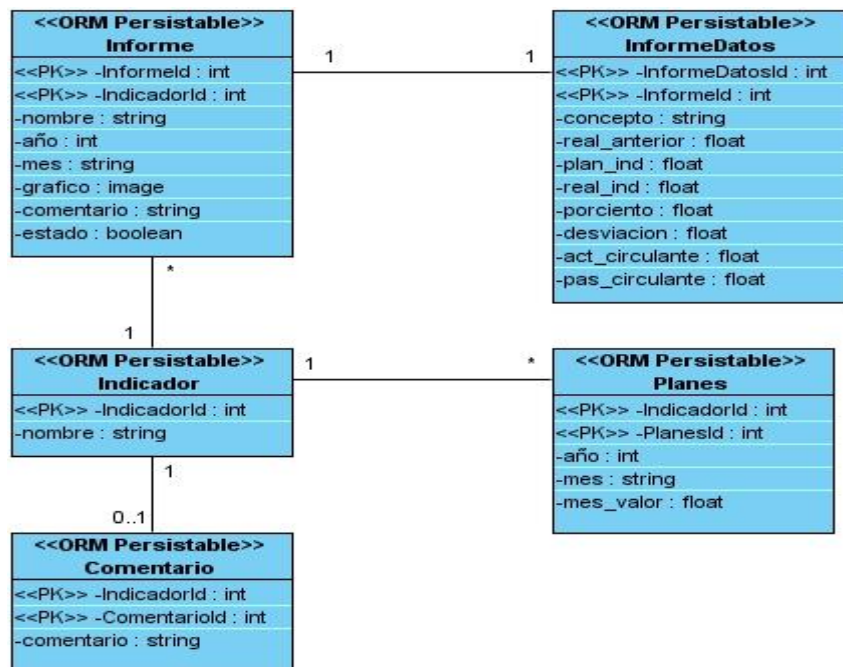 <<ORM Persistable>>
Informe
<<PK>> -InformeId : int
<<PK>> -IndicadorId : int
-nombre : string
-año : int
-mes : string
-grafico : image
-comentario : string
-estado : boolean
1
1
<<ORM Persistable>>
InformeDatos
<<PK>> -InformeDatosId : int
<<PK>> -InformeId : int
-concepto : string
-real_anterior : float
-plan_ind : float
-real_ind : float
-porciento : float
-desviacion : float
-act_circulante : float
-pas_circulante : float
*
1
<<ORM Persistable>>
Indicador
<<PK>> -IndicadorId : int
-nombre : string
1
*
<<ORM Persistable>>
Planes
<<PK>> -IndicadorId : int
<<PK>> -PlanesId : int
-año : int
-mes : string
-mes_valor : float
1
0..1
<<ORM Persistable>>
Comentario
<<PK>> -IndicadorId : int
<<PK>> -ComentarioId : int
-comentario : string